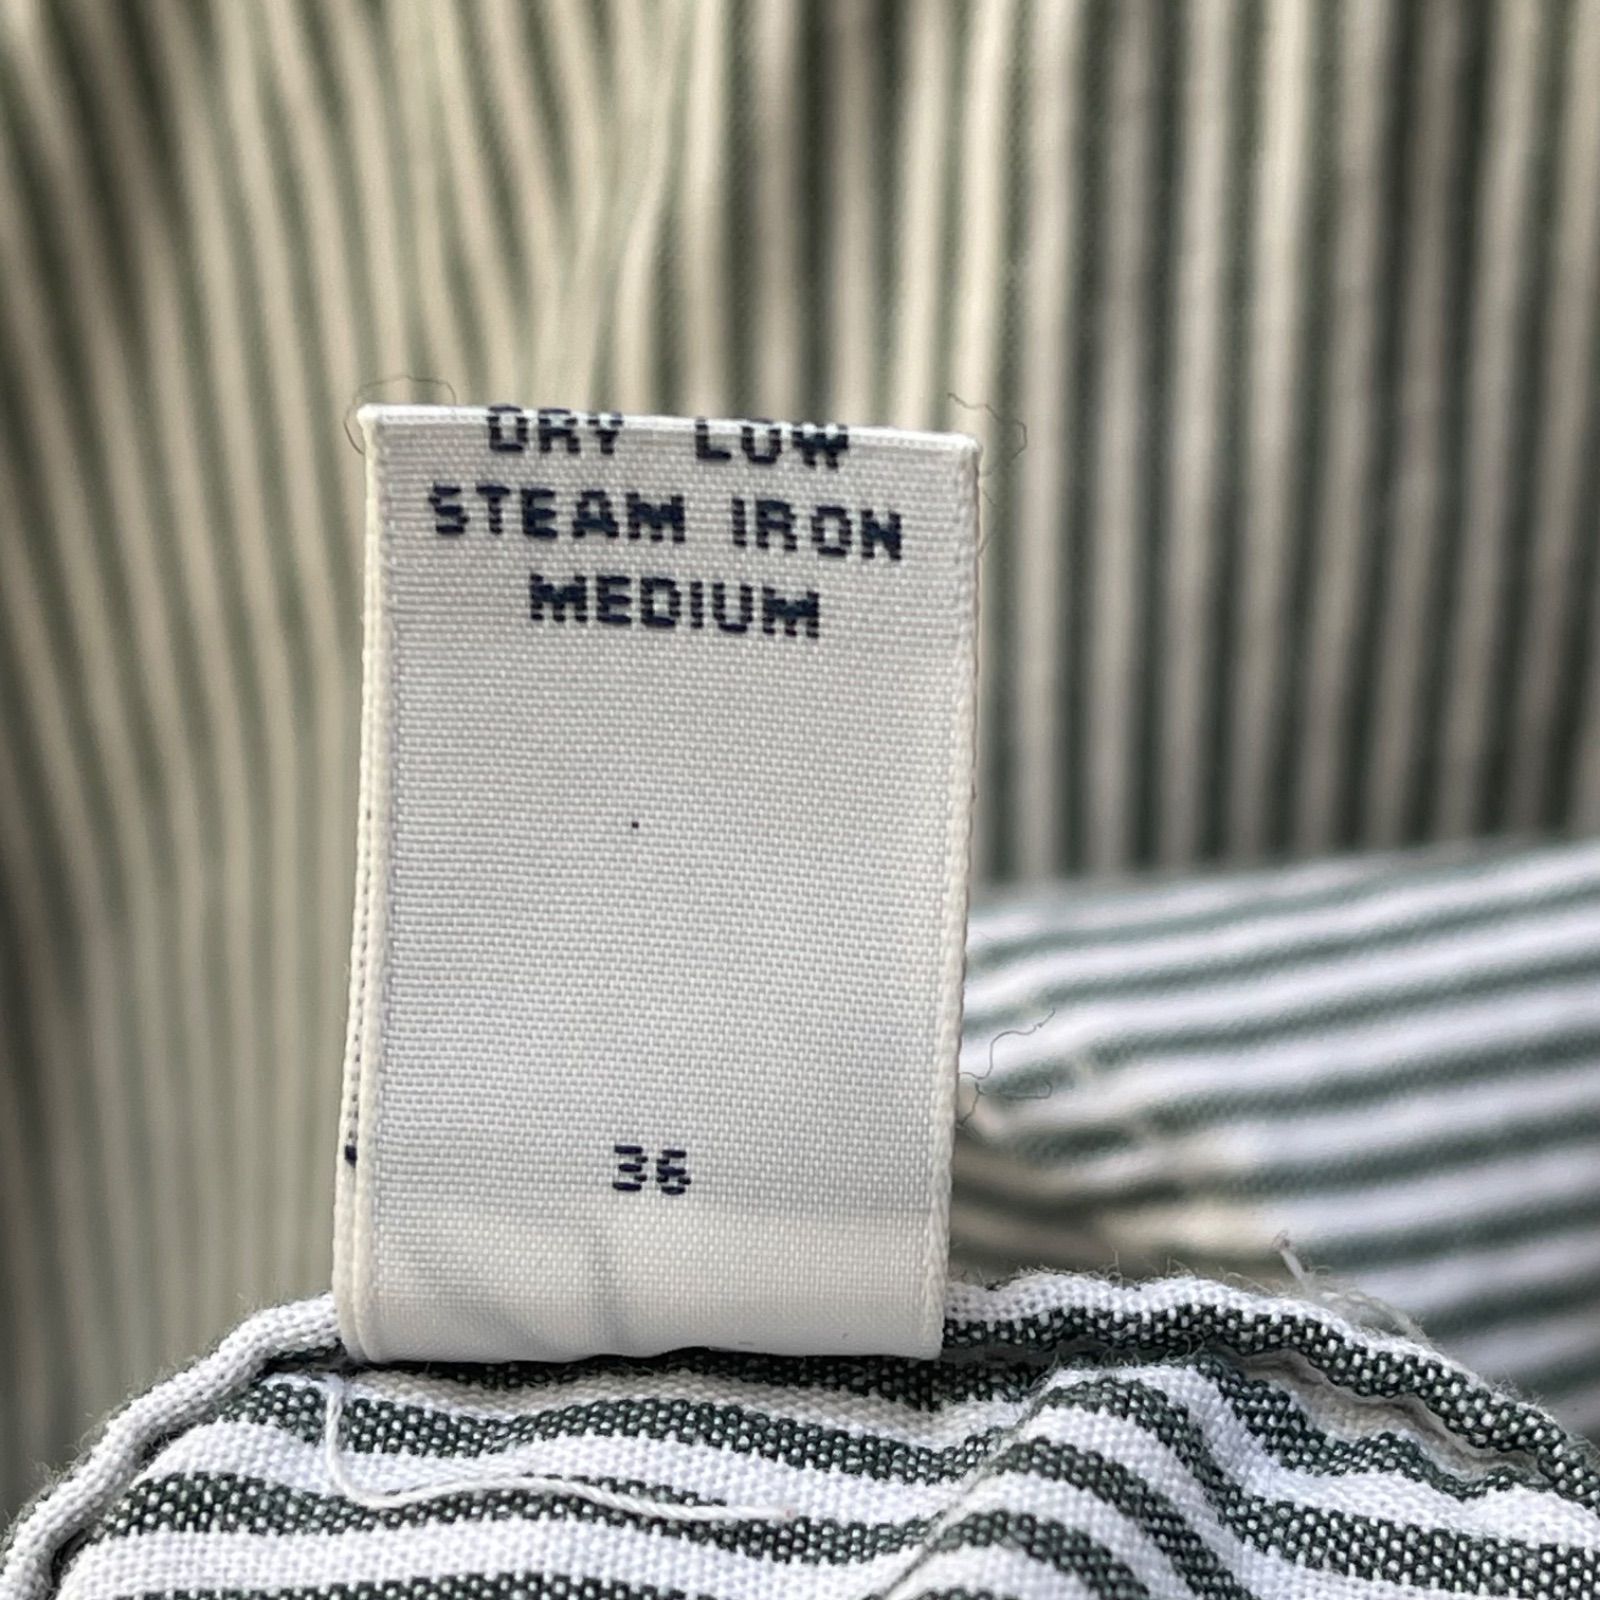 DRY LOW
STEAM IRON
MEDIUM
36